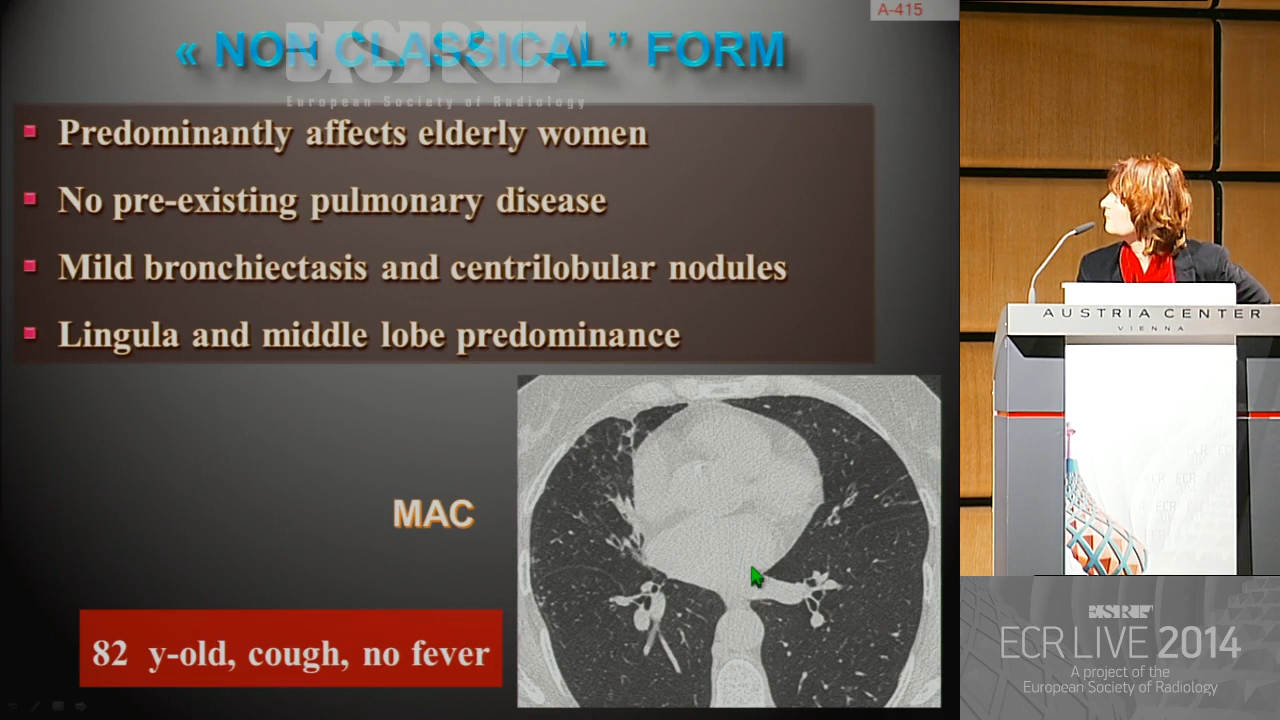 A-415
« NON CLASSICAL” FORM
European Society of Radiology
Predominantly affects elderly women
No pre-existing pulmonary disease
Mild bronchiectasis and centrilobular nodules
Lingula and middle lobe predominance
MAC
82 y-old, cough, no fever
AUSTRIA CENTER
VIENNA
ESR
ECR LIVE 2014
A project of the
European Society of Radiology